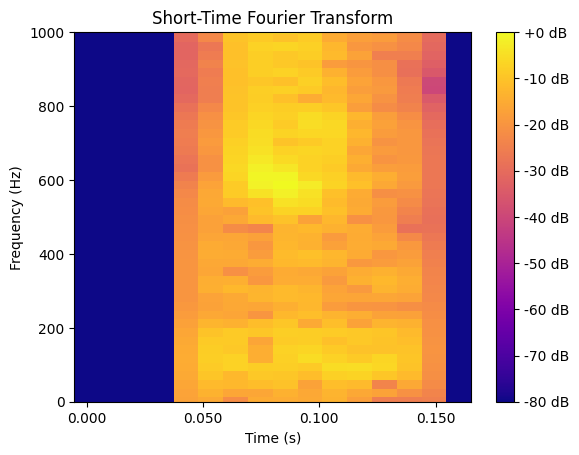 Short-Time Fourier Transform
Frequency (Hz)
1000
800
600
400
200
0
0.000
0.050
0.100
0.150
Time (s)
+0 dB
-10 dB
-20 dB
-30 dB
-40 dB
-50 dB
-60 dB
-70 dB
-80 dB